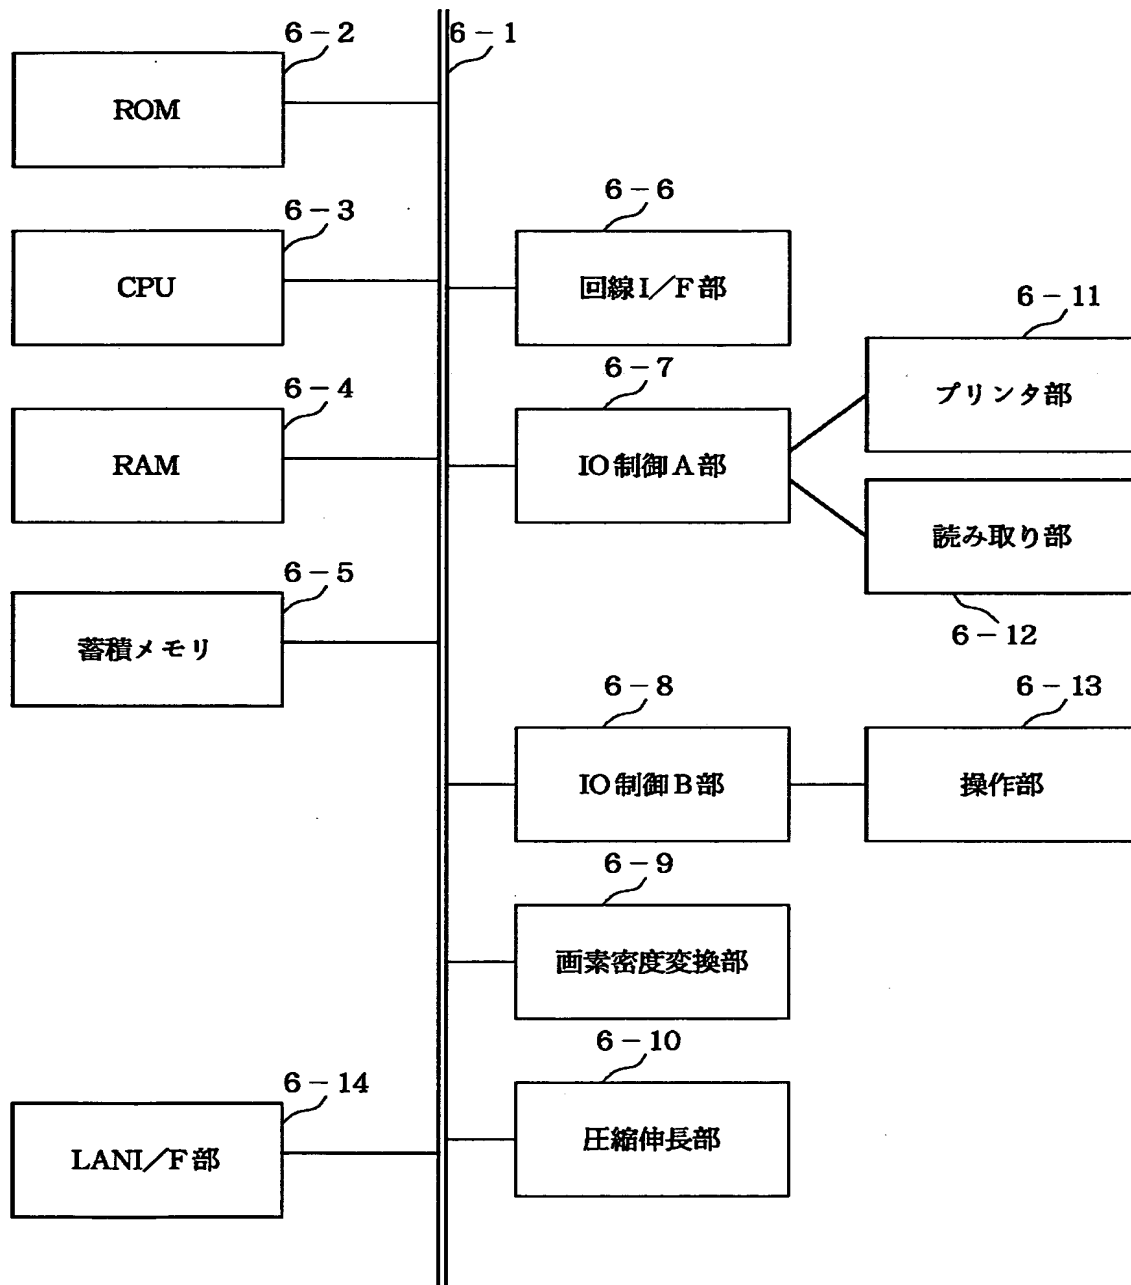 6-2
6-1
ROM
6-3
6-6
CPU
回線I／F部
6-11
6-4
6-7
プリンタ部
RAM
IO制御A部
読み取り部
6-5
6-12
蓄積メモリ
6-8
6-13
IO制御B部
操作部
6-9
画素密度変換部
6-10
6-14
圧縮伸長部
LANI／F部